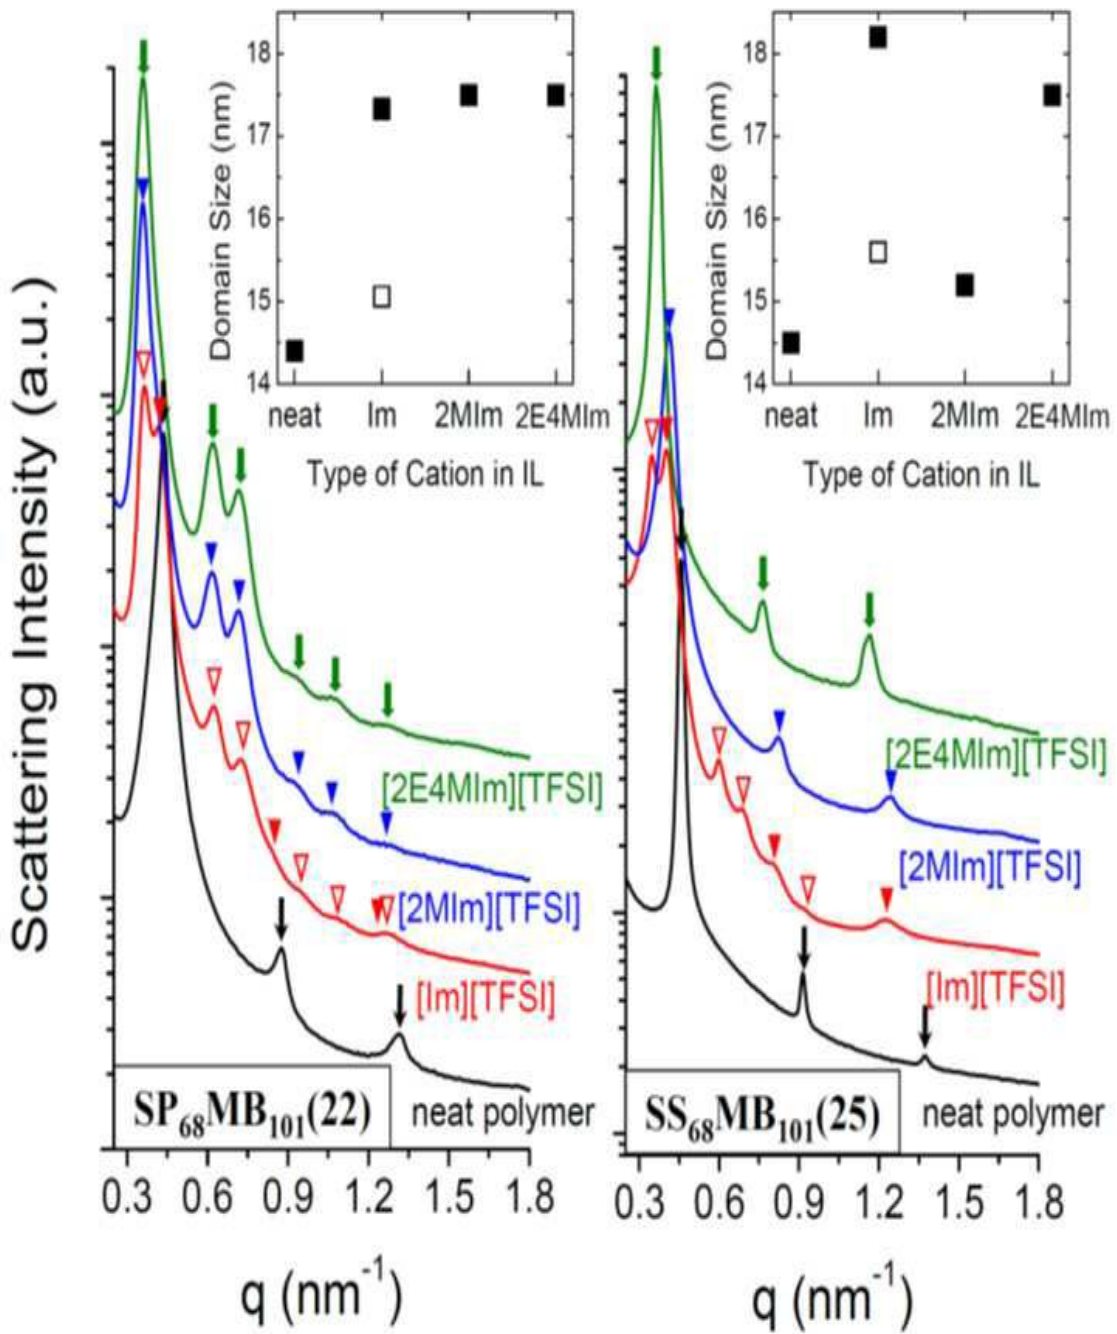 Scattering Intensity (a.u.)
Domain Size (nm)
18
17
16
15
14
neat Im 2MIm 2E4MIm
Type of Cation in IL
[2E4MIm][TFSI]
[2MIm][TFSI]
[Im][TFSI]
neat polymer
SP68MB101(22)
0.3 0.6 0.9 1.2 1.5 1.8
q (nm-1)
Domain Size (nm)
18
17
16
15
14
neat Im 2MIm 2E4MIm
Type of Cation in IL
[2E4MIm][TFSI]
[2MIm][TFSI]
[Im][TFSI]
neat polymer
SS68MB101(25)
0.3 0.6 0.9 1.2 1.5 1.8
q (nm-1)